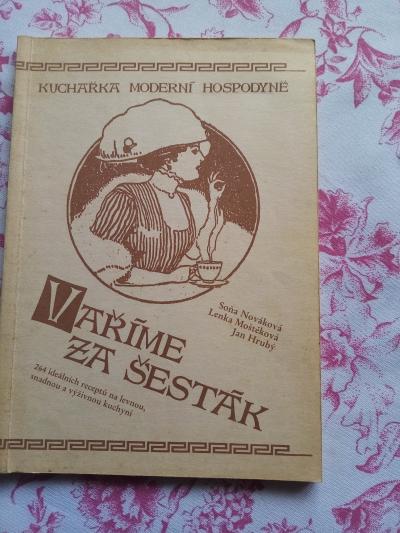 KUCHAŘKA MODERNÍ HOSPODYNĚ
Soňa Nováková
Lenka Moštěková
Jan Hrubý
VAŘÍME
ZA ŠESTÁK
264 ideálních receptů na levnou,
snadnou a výživnou kuchyni